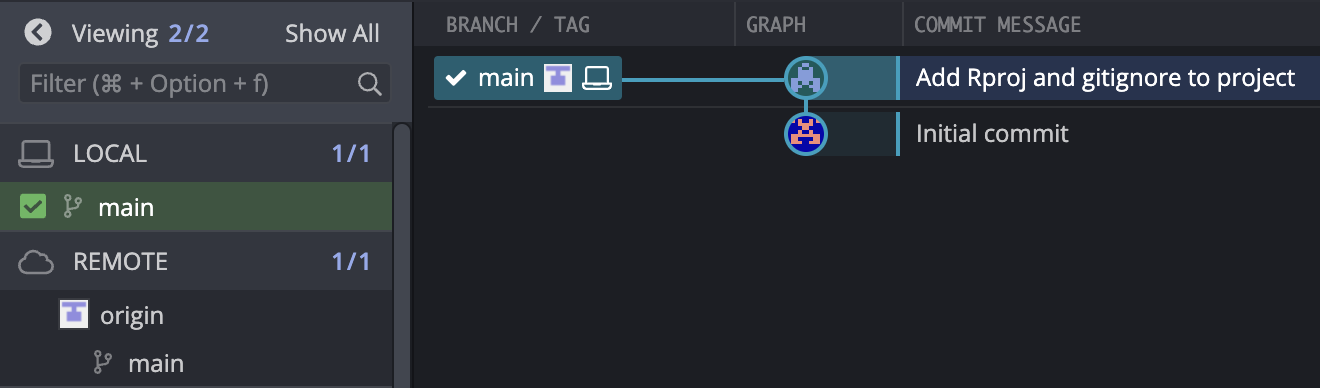 Viewing 2/2 Show All
Filter (⌘ + Option + f)
LOCAL 1/1
main
REMOTE 1/1
origin
main
BRANCH / TAG GRAPH COMMIT MESSAGE
main Add Rproj and gitignore to project
Initial commit